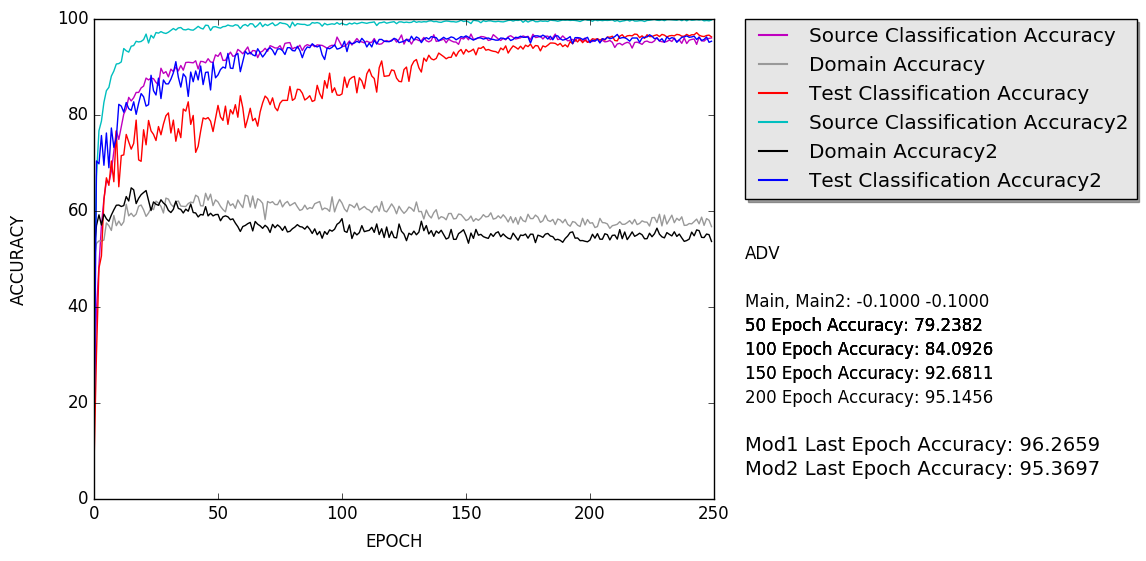 100
80
60
40
20
0
0 50 100 150 200 250
ACCURACY
EPOCH
Source Classification Accuracy
Domain Accuracy
Test Classification Accuracy
Source Classification Accuracy2
Domain Accuracy2
Test Classification Accuracy2
ADV
Main, Main2: -0.1000 -0.1000
50 Epoch Accuracy: 79.2382
100 Epoch Accuracy: 84.0926
150 Epoch Accuracy: 92.6811
200 Epoch Accuracy: 95.1456
Mod1 Last Epoch Accuracy: 96.2659
Mod2 Last Epoch Accuracy: 95.3697